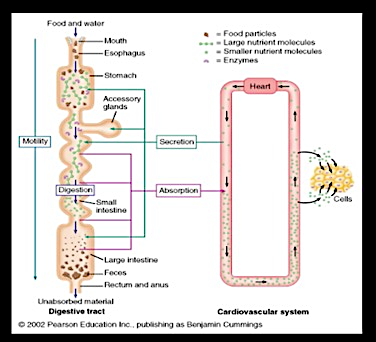 Food and water
Mouth
Esophagus
Stomach
Accessory
glands
Motility
Secretion
Digestion
Absorption
Small
intestine
Large intestine
Feces
Rectum and anus
Unabsorbed material
Digestive tract
= Food particles
= Large nutrient molecules
= Smaller nutrient molecules
= Enzymes
Heart
Cells
Cardiovascular system
© 2002 Pearson Education Inc., publishing as Benjamin Cummings